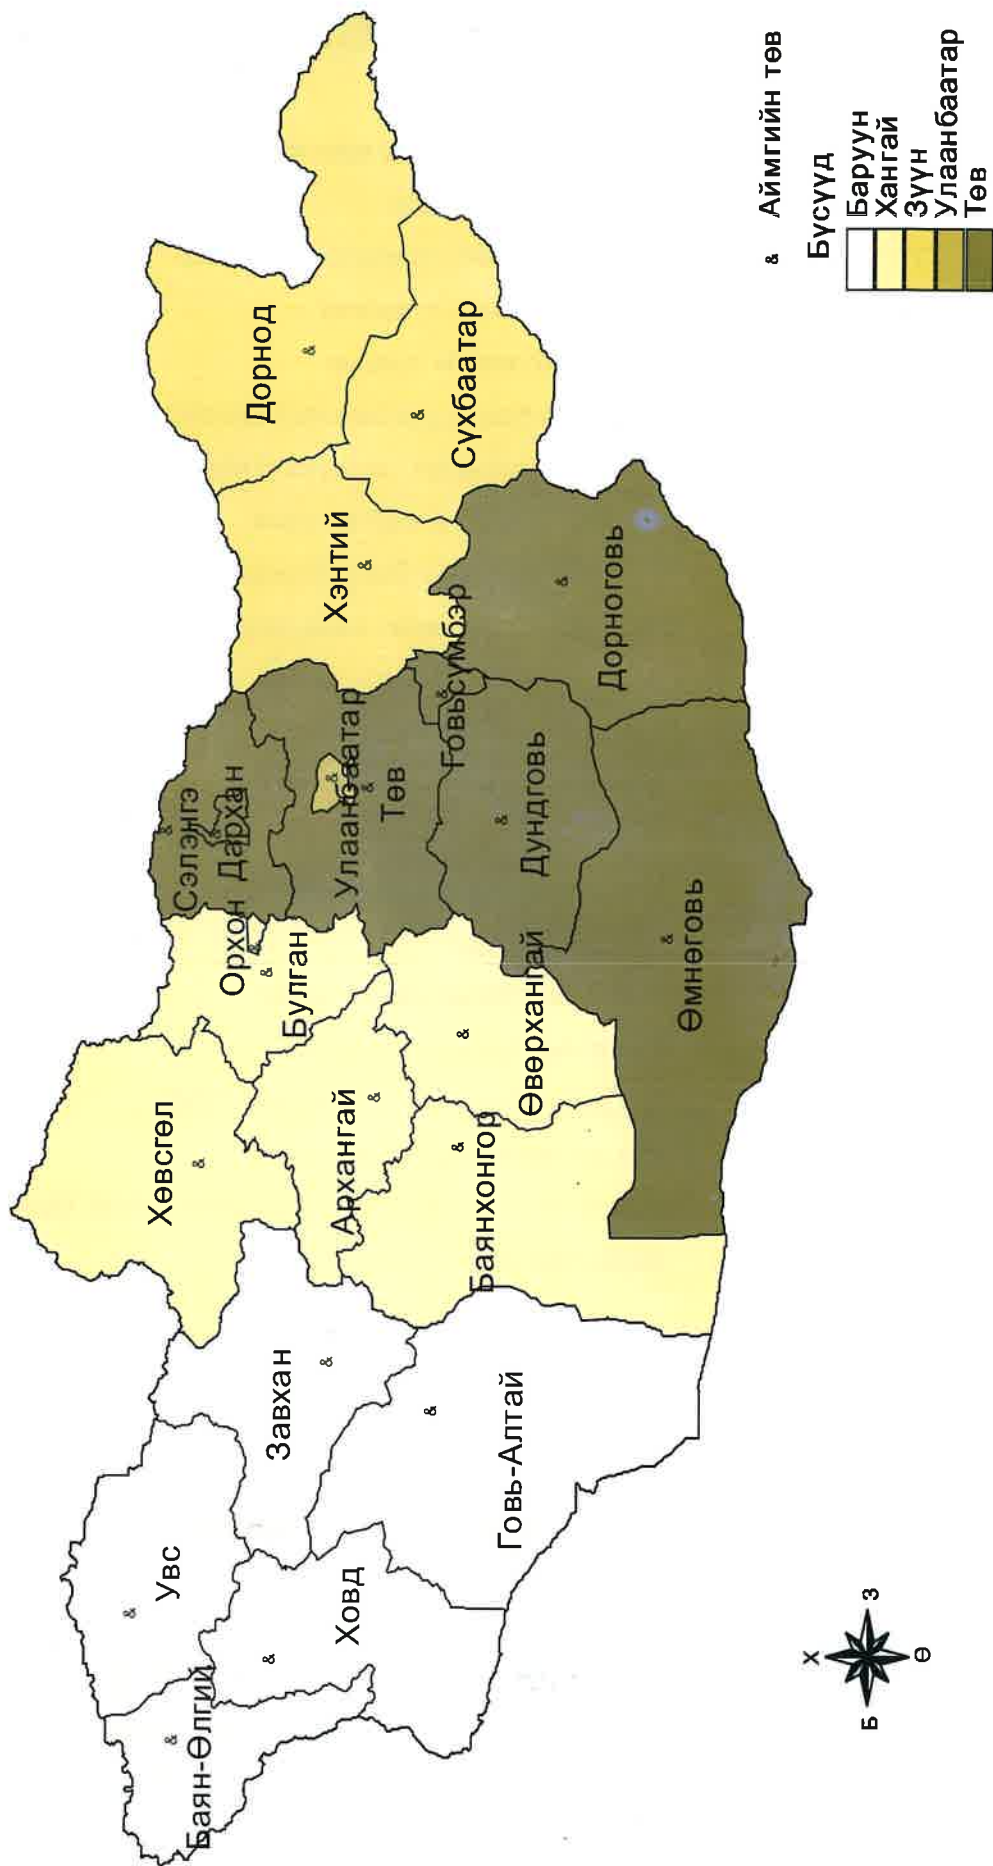 Хөвсгөл
Увс
Баян-Өлгий
Ховд
Завхан
Говь-Алтай
Архангай
Баянхонгор
Өвөрхангай
Орхон
Булган
Сэлэнгэ
Дархан
Улаанбаатар
Төв
Говьсүмбэр
Дундговь
Өмнөговь
Дорноговь
Хэнтий
Дорнод
Сүхбаатар
Х
Б
З
Ө
& Аймгийн төв
Бүсүүд
Баруун
Хангай
Зүүн
Улаанбаатар
Төв